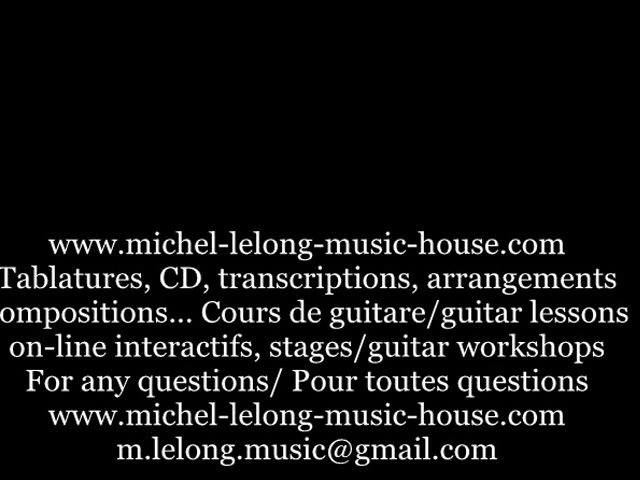 www.michel-lelong-music-house.com
Tablatures, CD, transcriptions, arrangements
ompositions... Cours de guitare/guitar lessons
on-line interactifs, stages/guitar workshops
For any questions/ Pour toutes questions
www.michel-lelong-music-house.com
m.lelong.music@gmail.com